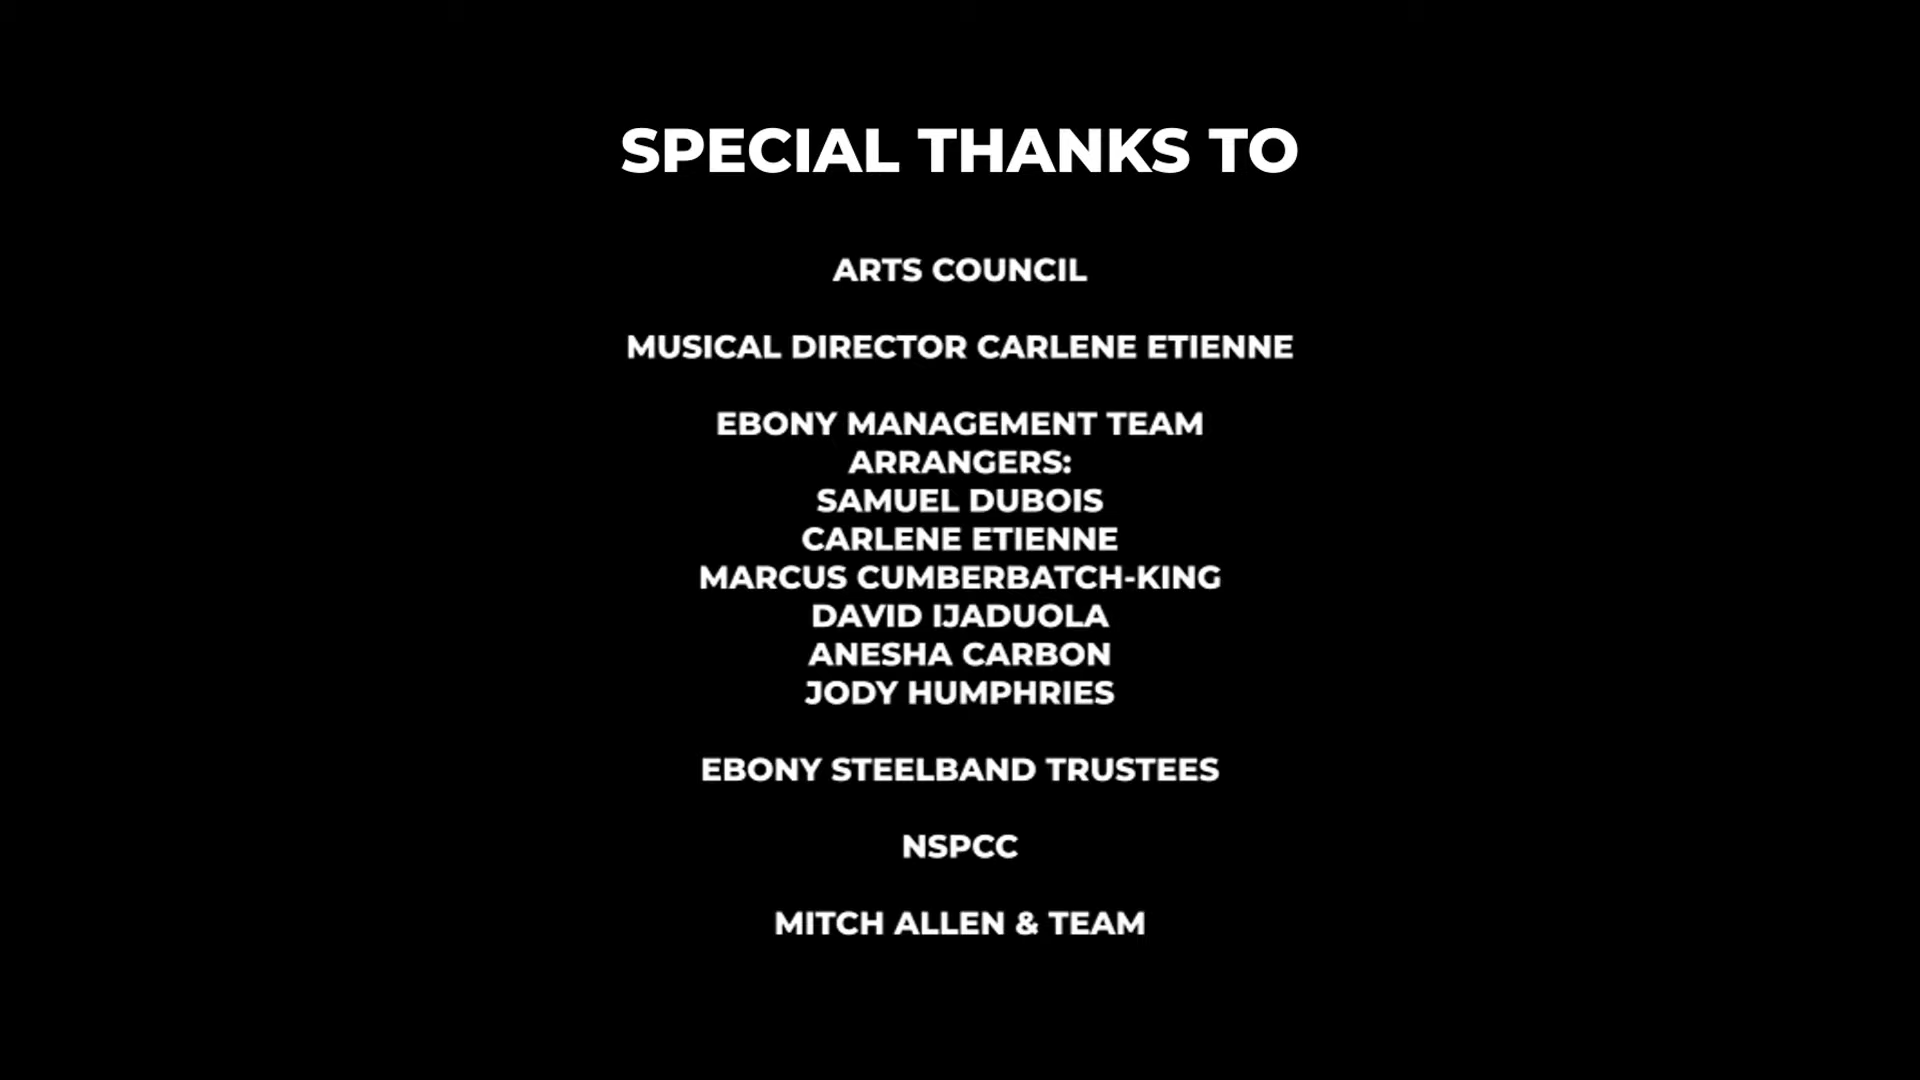 SPECIAL THANKS TO
ARTS COUNCIL
MUSICAL DIRECTOR CARLENE ETIENNE
EBONY MANAGEMENT TEAM
ARRANGERS:
SAMUEL DUBOIS
CARLENE ETIENNE
MARCUS CUMBERBATCH-KING
DAVID IJADUOLA
ANESHA CARBON
JODY HUMPHRIES
EBONY STEELBAND TRUSTEES
NSPCC
MITCH ALLEN & TEAM